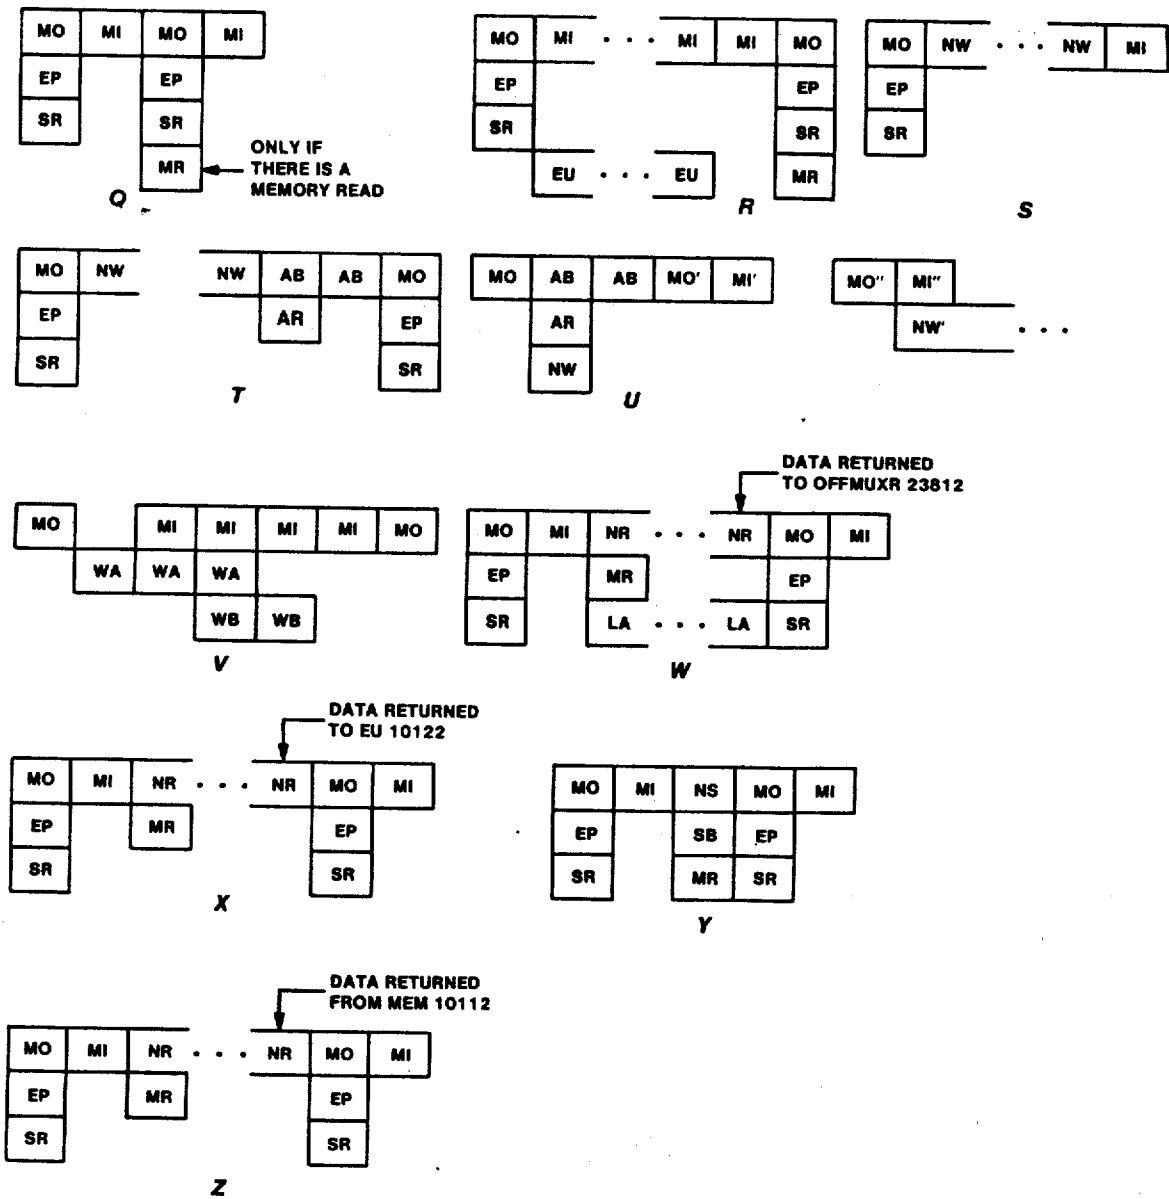 MO MI MO MI
EP EP
SR SR
MR
ONLY IF
THERE IS A
MEMORY READ
Q
MO MI . . . MI MI MO
EP EP
SR SR
EU . . . EU MR
R
MO NW . . . NW MI
EP
SR
S
MO NW NW AB AB MO
EP AR EP
SR SR
T
MO AB AB MO' MI'
AR
NW
U
MO'' MI''
NW' . . .
MO MI MI MI MI MO
WA WA WA
WB WB
V
DATA RETURNED
TO OFFMUXR 23812
MO MI NR . . . NR MO MI
EP MR EP
SR LA . . . LA SR
W
DATA RETURNED
TO EU 10122
MO MI NR . . . NR MO MI
EP MR EP
SR SR
X
MO MI NS MO MI
EP SB EP
SR MR SR
Y
DATA RETURNED
FROM MEM 10112
MO MI NR . . . NR MO MI
EP MR EP
SR SR
Z